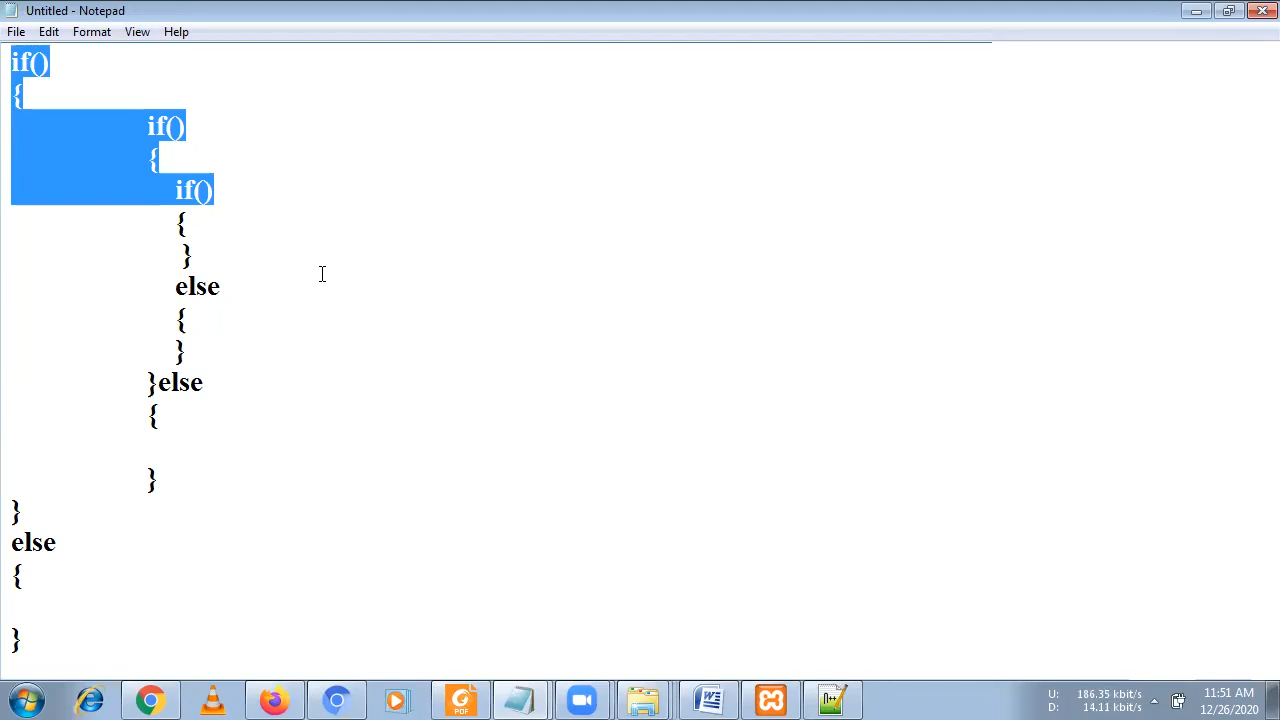 Untitled - Notepad
File Edit Format View Help
if()
{
if()
{
if()
{
}
else
{
}
}else
{
}
}
else
{
}
PDF
W
I++
U: 186.35 kbit/s
D: 14.11 kbit/s
11:51 AM
12/26/2020